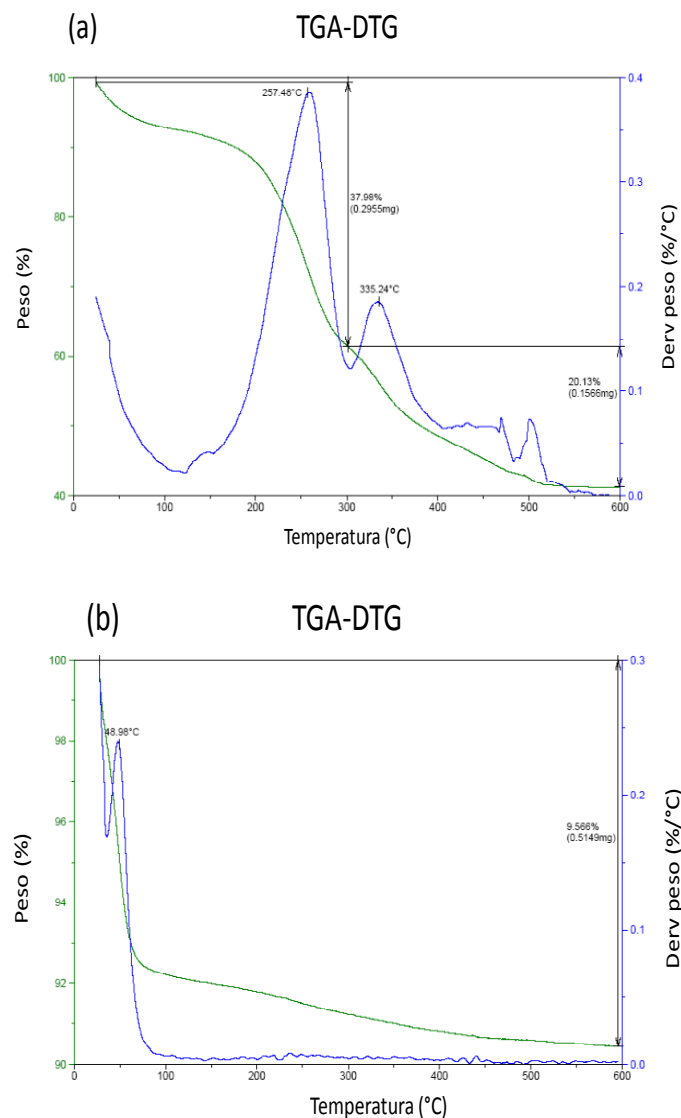 (a) TGA-DTG
100
80
60
40
Peso (%)
257.48°C
37.98%
(0.2955mg)
335.24°C
20.13%
(0.1566mg)
0.4
0.3
0.2
0.1
0.0
Derv peso (%/°C)
0 100 200 300 400 500 600
Temperatura (°C)
(b) TGA-DTG
100
98
96
94
92
90
Peso (%)
48.98°C
9.566%
(0.5149mg)
0.3
0.2
0.1
0.0
Derv peso (%/°C)
0 100 200 300 400 500 600
Temperatura (°C)